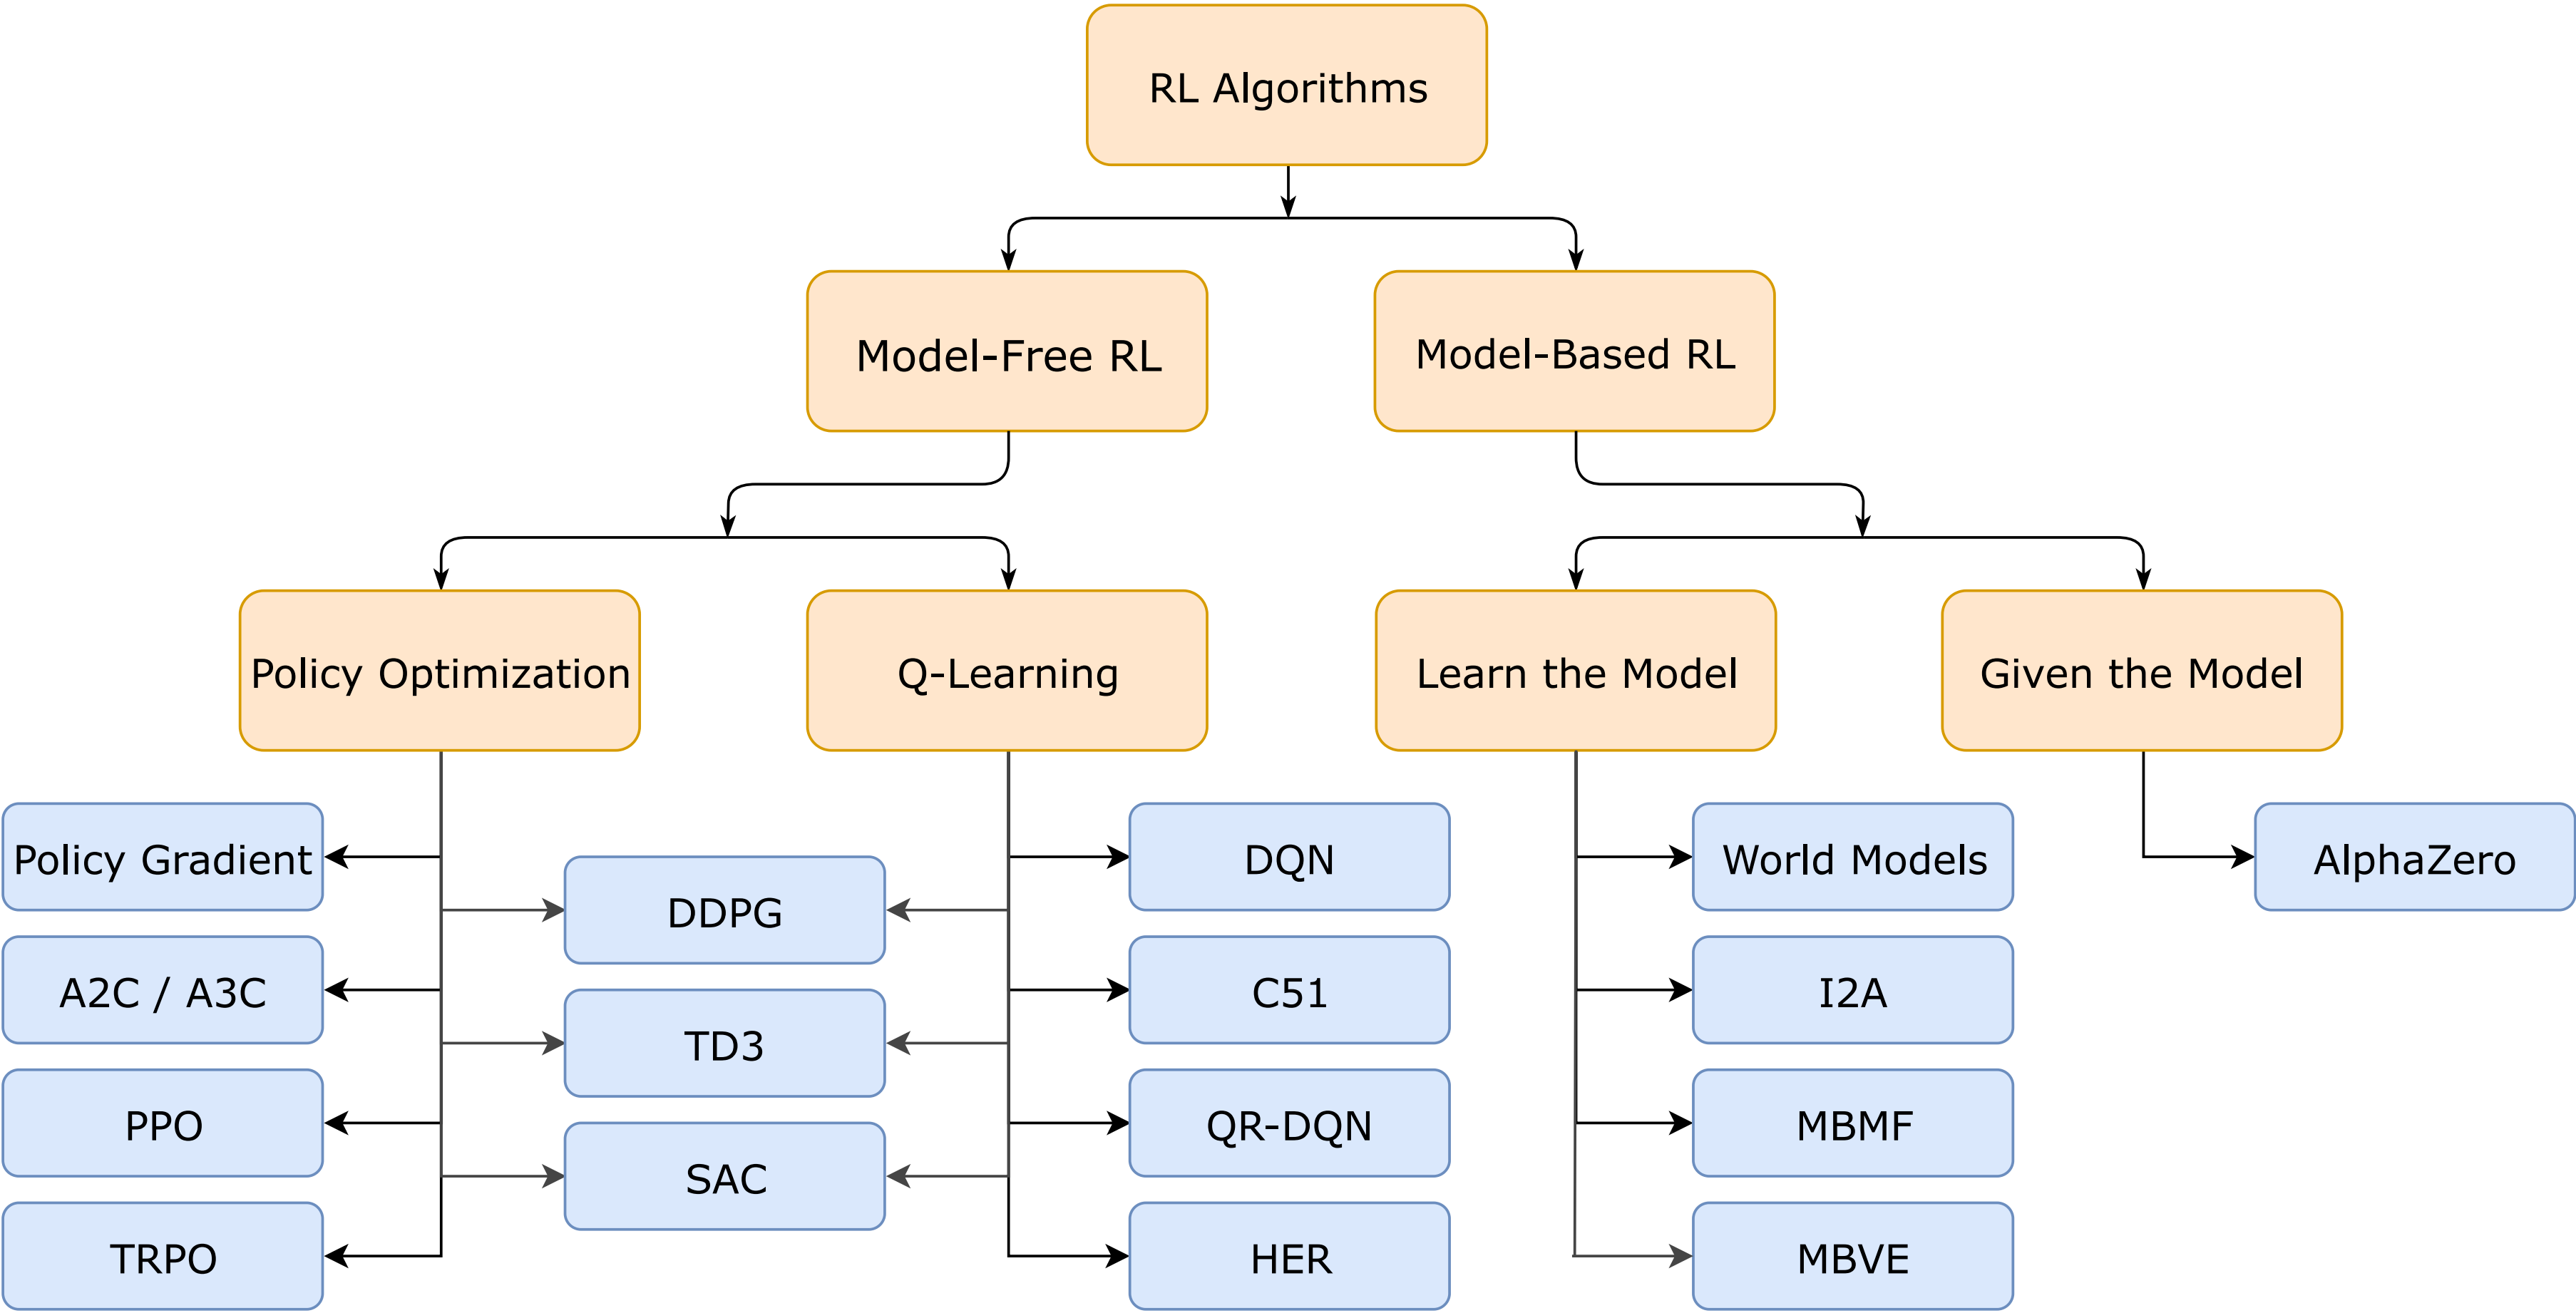 RL Algorithms
Model-Free RL
Model-Based RL
Policy Optimization
Q-Learning
Learn the Model
Given the Model
Policy Gradient
A2C / A3C
PPO
TRPO
DDPG
TD3
SAC
DQN
C51
QR-DQN
HER
World Models
I2A
MBMF
MBVE
AlphaZero